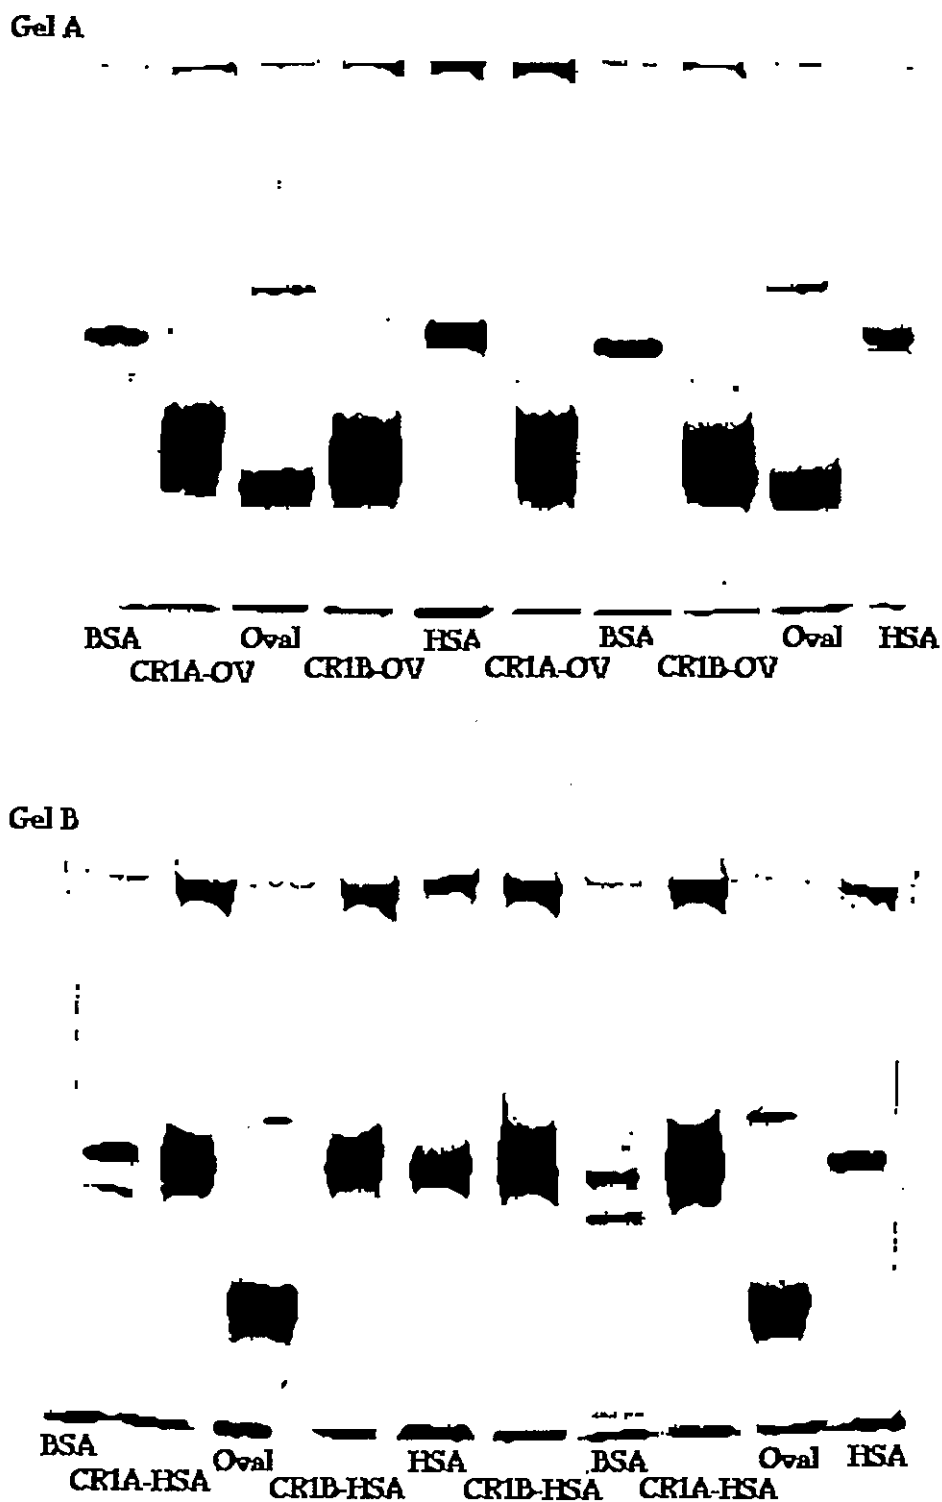 Gel A
BSA Oval HSA BSA Oval HSA
CR1A-OV CR1B-OV CR1A-OV CR1B-OV
Gel B
BSA Oval HSA BSA Oval HSA
CR1A-HSA CR1B-HSA CR1B-HSA CR1A-HSA